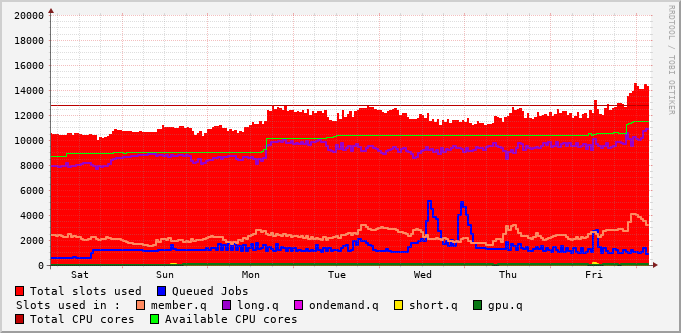 20000
18000
16000
14000
12000
10000
8000
6000
4000
2000
0
Sat Sun Mon Tue Wed Thu Fri
RRDTOOL / TOBI OETIKER
Total slots used Queued Jobs
Slots used in : member.q long.q ondemand.q short.q gpu.q
Total CPU cores Available CPU cores